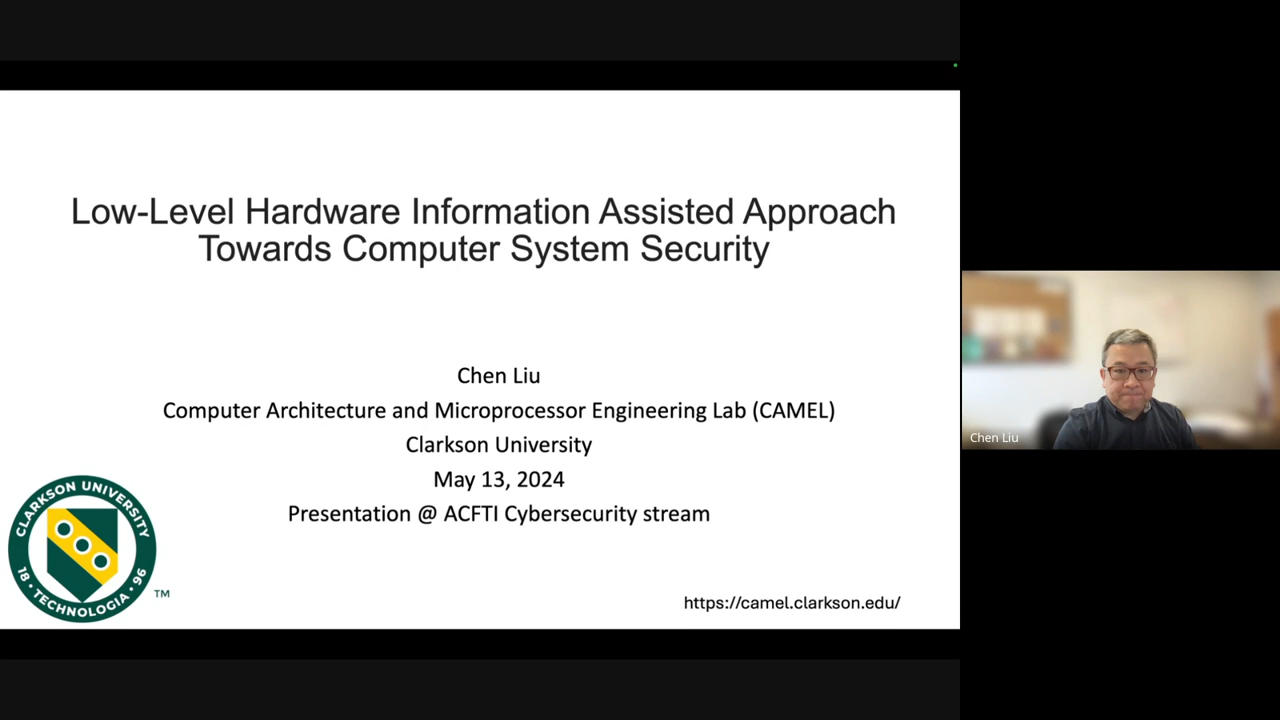 Low-Level Hardware Information Assisted Approach
Towards Computer System Security
Chen Liu
Computer Architecture and Microprocessor Engineering Lab (CAMEL)
Clarkson University
May 13, 2024
Presentation @ ACFTI Cybersecurity stream
CLARKSON UNIVERSITY
18 • TECHNOLOGIA • 96
TM
https://camel.clarkson.edu/
Chen Liu